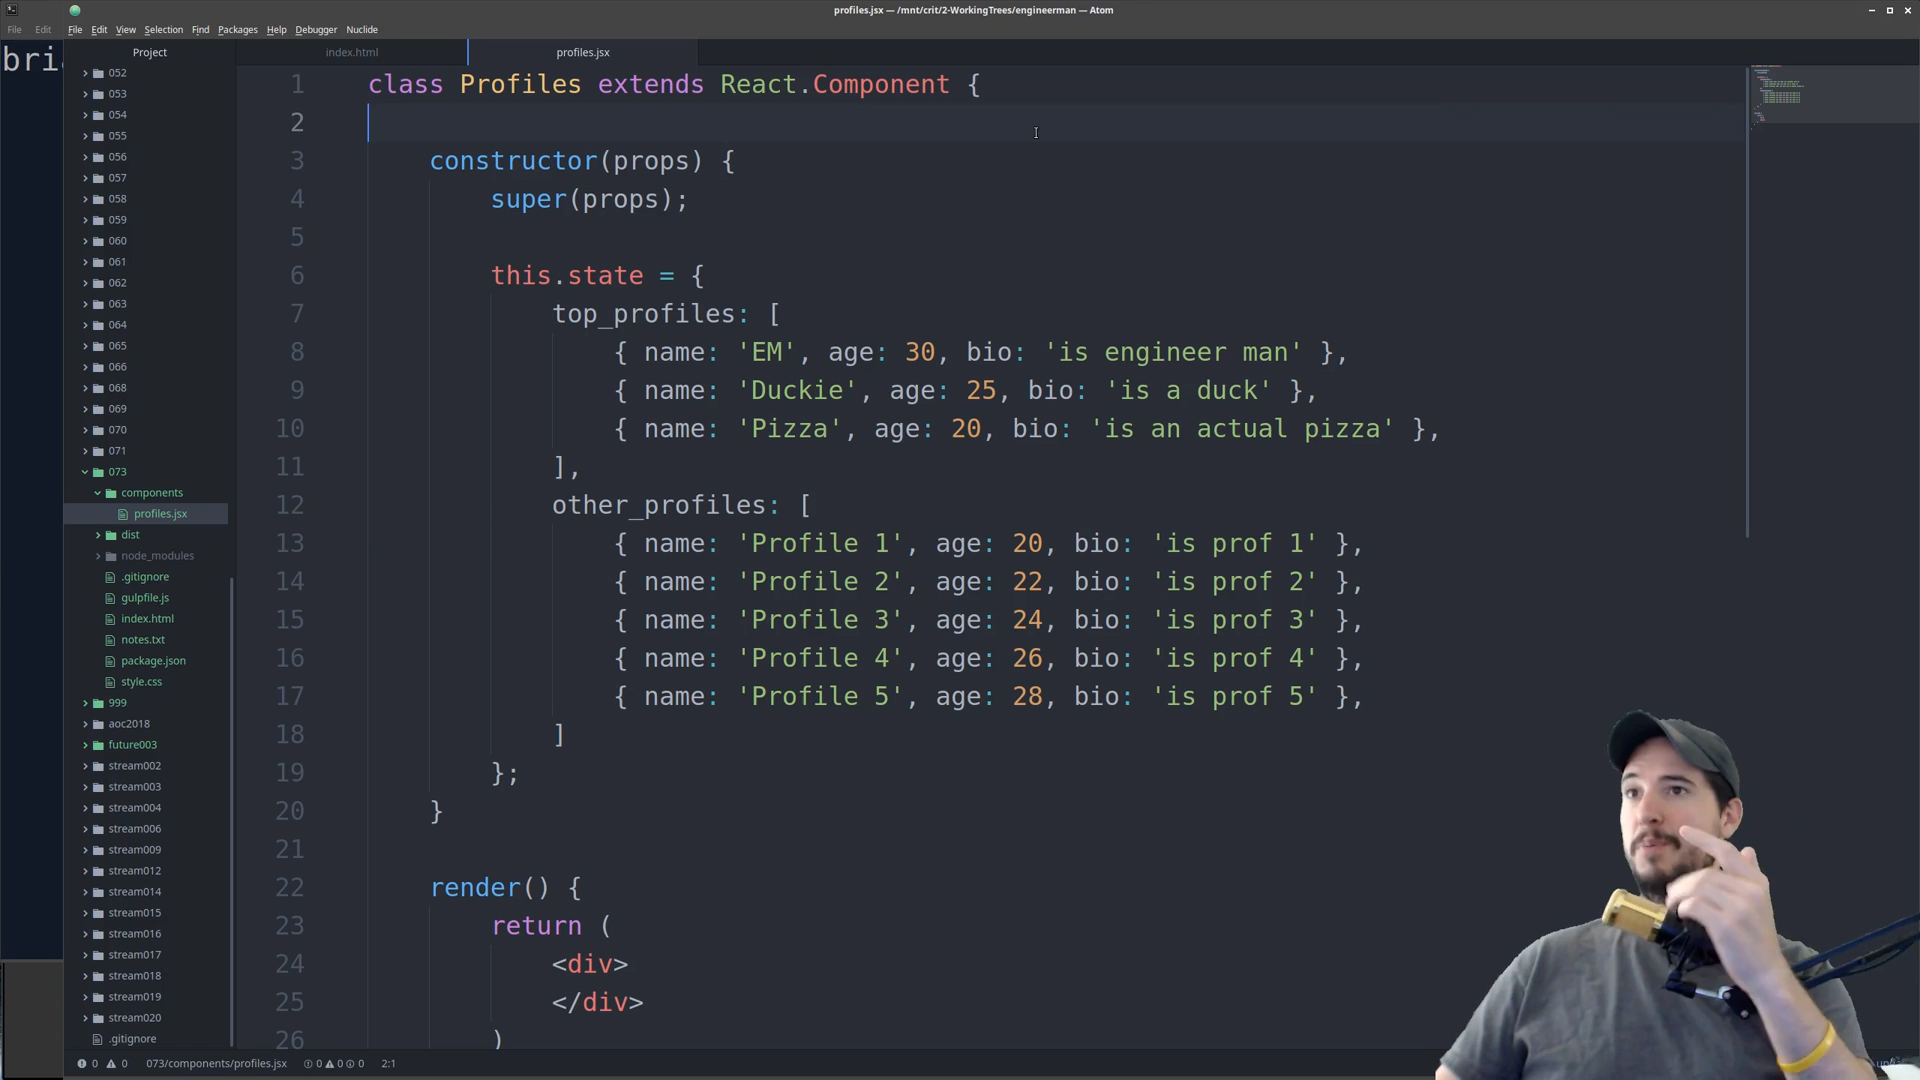 profiles.jsx — /mnt/crit/2-WorkingTrees/engineerman — Atom
File Edit
File Edit View Selection Find Packages Help Debugger Nuclide
Project
index.html
profiles.jsx
052
053
054
055
056
057
058
059
060
061
062
063
064
065
066
068
069
070
071
073
components
profiles.jsx
dist
node_modules
.gitignore
gulpfile.js
index.html
notes.txt
package.json
style.css
999
aoc2018
future003
stream002
stream003
stream004
stream006
stream009
stream012
stream014
stream015
stream016
stream017
stream018
stream019
stream020
.gitignore
1 class Profiles extends React.Component {
2
3 constructor(props) {
4 super(props);
5
6 this.state = {
7 top_profiles: [
8 { name: 'EM', age: 30, bio: 'is engineer man' },
9 { name: 'Duckie', age: 25, bio: 'is a duck' },
10 { name: 'Pizza', age: 20, bio: 'is an actual pizza' },
11 ],
12 other_profiles: [
13 { name: 'Profile 1', age: 20, bio: 'is prof 1' },
14 { name: 'Profile 2', age: 22, bio: 'is prof 2' },
15 { name: 'Profile 3', age: 24, bio: 'is prof 3' },
16 { name: 'Profile 4', age: 26, bio: 'is prof 4' },
17 { name: 'Profile 5', age: 28, bio: 'is prof 5' },
18 ]
19 };
20 }
21
22 render() {
23 return (
24 <div>
25 </div>
26 )
0 0 073/components/profiles.jsx 0 0 0 2:1